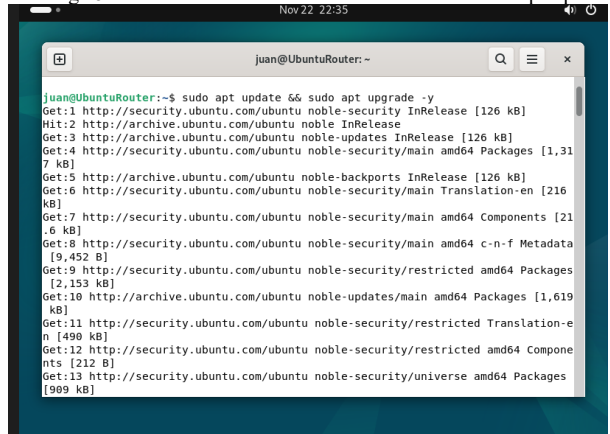 Nov 22 22:35
juan@UbuntuRouter: ~
juan@UbuntuRouter:~$ sudo apt update && sudo apt upgrade -y
Get:1 http://security.ubuntu.com/ubuntu noble-security InRelease [126 kB]
Hit:2 http://archive.ubuntu.com/ubuntu noble InRelease
Get:3 http://archive.ubuntu.com/ubuntu noble-updates InRelease [126 kB]
Get:4 http://security.ubuntu.com/ubuntu noble-security/main amd64 Packages [1,31
7 kB]
Get:5 http://archive.ubuntu.com/ubuntu noble-backports InRelease [126 kB]
Get:6 http://security.ubuntu.com/ubuntu noble-security/main Translation-en [216
kB]
Get:7 http://security.ubuntu.com/ubuntu noble-security/main amd64 Components [21
.6 kB]
Get:8 http://security.ubuntu.com/ubuntu noble-security/main amd64 c-n-f Metadata
[9,452 B]
Get:9 http://security.ubuntu.com/ubuntu noble-security/restricted amd64 Packages
[2,153 kB]
Get:10 http://archive.ubuntu.com/ubuntu noble-updates/main amd64 Packages [1,619
kB]
Get:11 http://security.ubuntu.com/ubuntu noble-security/restricted Translation-e
n [490 kB]
Get:12 http://security.ubuntu.com/ubuntu noble-security/restricted amd64 Compone
nts [212 B]
Get:13 http://security.ubuntu.com/ubuntu noble-security/universe amd64 Packages
[909 kB]